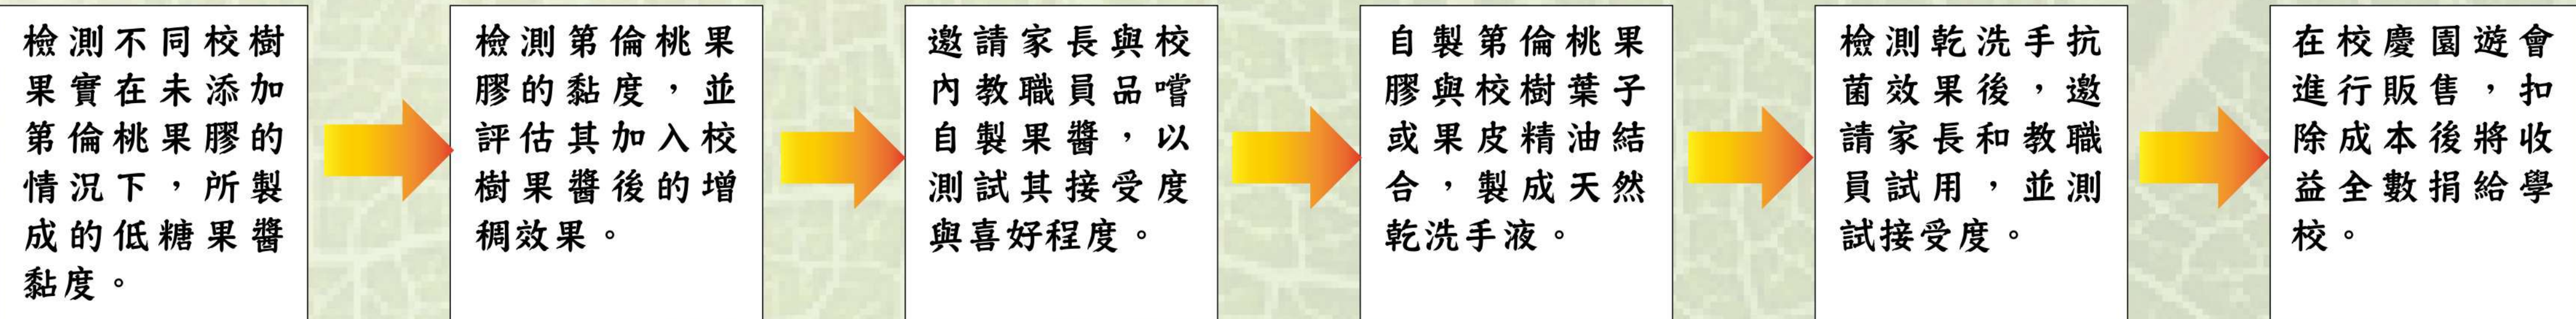 檢測不同校樹
果實在未添加
第倫桃果膠的
情況下，所製
成的低糖果醬
黏度。
檢測第倫桃果
膠的黏度，並
評估其加入校
樹果醬後的增
稠效果。
邀請家長與校
內教職員品嚐
自製果醬，以
測試其接受度
與喜好程度。
自製第倫桃果
膠與校樹葉子
或果皮精油結
合，製成天然
乾洗手液。
檢測乾洗手抗
菌效果後，邀
請家長和教職
員試用，並測
試接受度。
在校慶園遊會
進行販售，扣
除成本後將收
益全數捐給學
校。